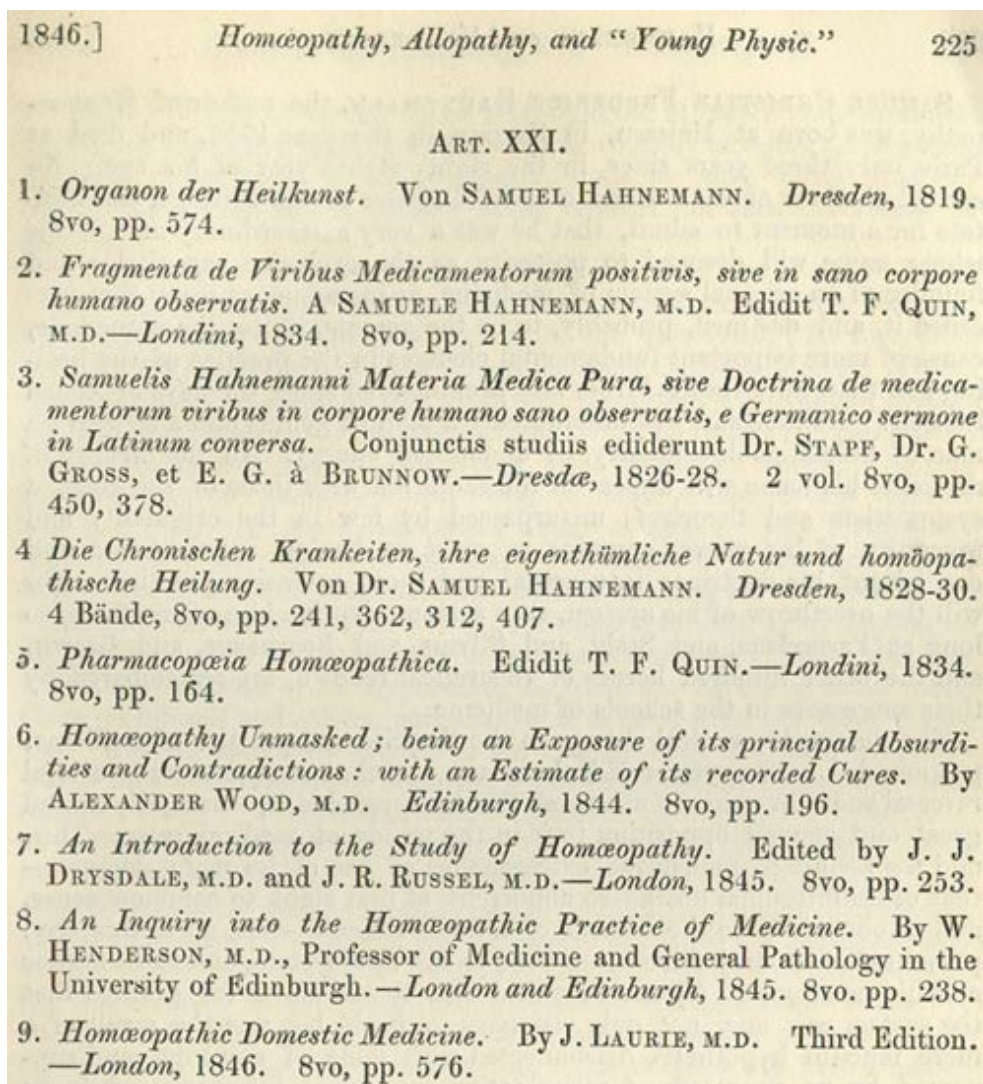 1846.] Homœopathy, Allopathy, and “Young Physic.” 225
ART. XXI.
1. Organon der Heilkunst. Von SAMUEL HAHNEMANN. Dresden, 1819.
8vo, pp. 574.
2. Fragmenta de Viribus Medicamentorum positivis, sive in sano corpore
humano observatis. A SAMUELE HAHNEMANN, M.D. Edidit T. F. QUIN,
M.D.—Londini, 1834. 8vo, pp. 214.
3. Samuelis Hahnemanni Materia Medica Pura, sive Doctrina de medica-
mentorum viribus in corpore humano sano observatis, e Germanico sermone
in Latinum conversa. Conjunctis studiis ediderunt Dr. STAPF, Dr. G.
GROSS, et E. G. à BRUNNOW.—Dresdæ, 1826-28. 2 vol. 8vo, pp.
450, 378.
4 Die Chronischen Krankeiten, ihre eigenthümliche Natur und homöopa-
thische Heilung. Von Dr. SAMUEL HAHNEMANN. Dresden, 1828-30.
4 Bände, 8vo, pp. 241, 362, 312, 407.
5. Pharmacopœia Homœopathica. Edidit T. F. QUIN.—Londini, 1834.
8vo, pp. 164.
6. Homœopathy Unmasked; being an Exposure of its principal Absurdi-
ties and Contradictions: with an Estimate of its recorded Cures. By
ALEXANDER WOOD, M.D. Edinburgh, 1844. 8vo, pp. 196.
7. An Introduction to the Study of Homœopathy. Edited by J. J.
DRYSDALE, M.D. and J. R. RUSSEL, M.D.—London, 1845. 8vo, pp. 253.
8. An Inquiry into the Homœopathic Practice of Medicine. By W.
HENDERSON, M.D., Professor of Medicine and General Pathology in the
University of Edinburgh.—London and Edinburgh, 1845. 8vo. pp. 238.
9. Homœopathic Domestic Medicine. By J. LAURIE, M.D. Third Edition.
—London, 1846. 8vo, pp. 576.